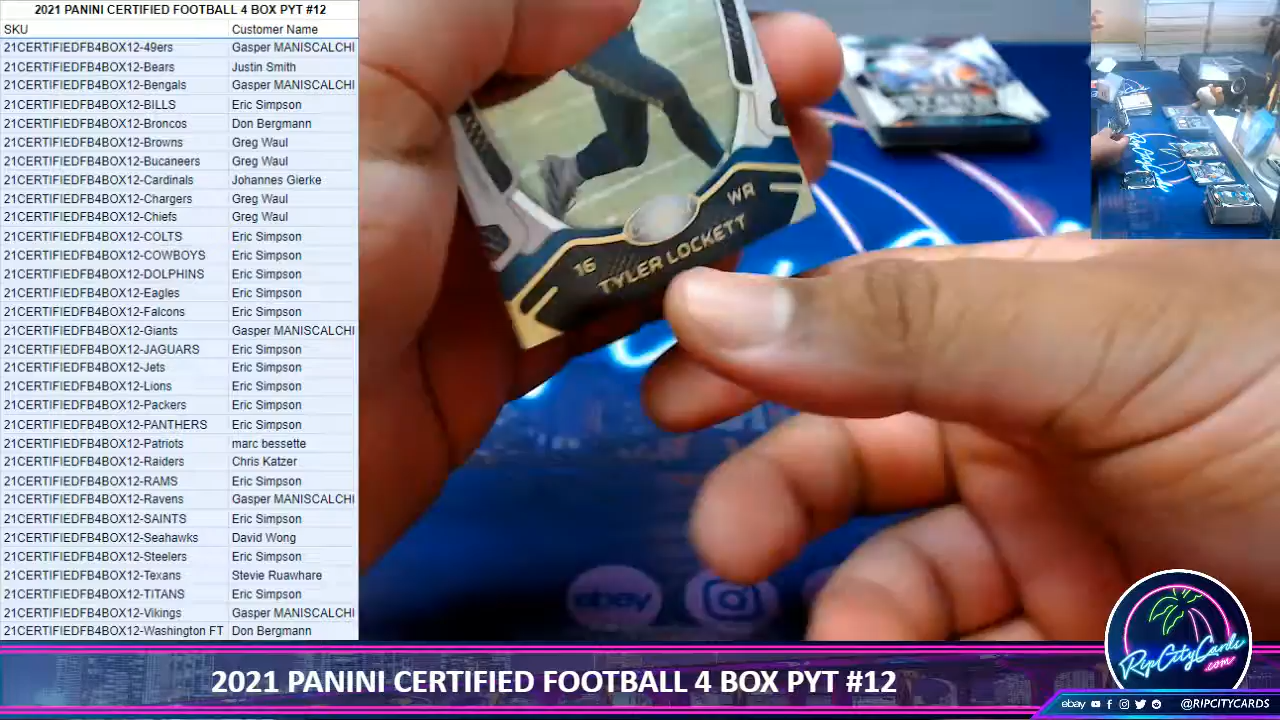 2021 PANINI CERTIFIED FOOTBALL 4 BOX PYT #12
SKU Customer Name
21CERTIFIEDFB4BOX12-49ers Gasper MANISCALCHI
21CERTIFIEDFB4BOX12-Bears Justin Smith
21CERTIFIEDFB4BOX12-Bengals Gasper MANISCALCHI
21CERTIFIEDFB4BOX12-BILLS Eric Simpson
21CERTIFIEDFB4BOX12-Broncos Don Bergmann
21CERTIFIEDFB4BOX12-Browns Greg Waul
21CERTIFIEDFB4BOX12-Bucaneers Greg Waul
21CERTIFIEDFB4BOX12-Cardinals Johannes Gierke
21CERTIFIEDFB4BOX12-Chargers Greg Waul
21CERTIFIEDFB4BOX12-Chiefs Greg Waul
21CERTIFIEDFB4BOX12-COLTS Eric Simpson
21CERTIFIEDFB4BOX12-COWBOYS Eric Simpson
21CERTIFIEDFB4BOX12-DOLPHINS Eric Simpson
21CERTIFIEDFB4BOX12-Eagles Eric Simpson
21CERTIFIEDFB4BOX12-Falcons Eric Simpson
21CERTIFIEDFB4BOX12-Giants Gasper MANISCALCHI
21CERTIFIEDFB4BOX12-JAGUARS Eric Simpson
21CERTIFIEDFB4BOX12-Jets Eric Simpson
21CERTIFIEDFB4BOX12-Lions Eric Simpson
21CERTIFIEDFB4BOX12-Packers Eric Simpson
21CERTIFIEDFB4BOX12-PANTHERS Eric Simpson
21CERTIFIEDFB4BOX12-Patriots marc bessette
21CERTIFIEDFB4BOX12-Raiders Chris Katzer
21CERTIFIEDFB4BOX12-RAMS Eric Simpson
21CERTIFIEDFB4BOX12-Ravens Gasper MANISCALCHI
21CERTIFIEDFB4BOX12-SAINTS Eric Simpson
21CERTIFIEDFB4BOX12-Seahawks David Wong
21CERTIFIEDFB4BOX12-Steelers Eric Simpson
21CERTIFIEDFB4BOX12-Texans Stevie Ruawhare
21CERTIFIEDFB4BOX12-TITANS Eric Simpson
21CERTIFIEDFB4BOX12-Vikings Gasper MANISCALCHI
21CERTIFIEDFB4BOX12-Washington FT Don Bergmann
16 TYLER LOCKETT WR
ebay
RipCityCards
.com
2021 PANINI CERTIFIED FOOTBALL 4 BOX PYT #12
ebay @RIPCITYCARDS